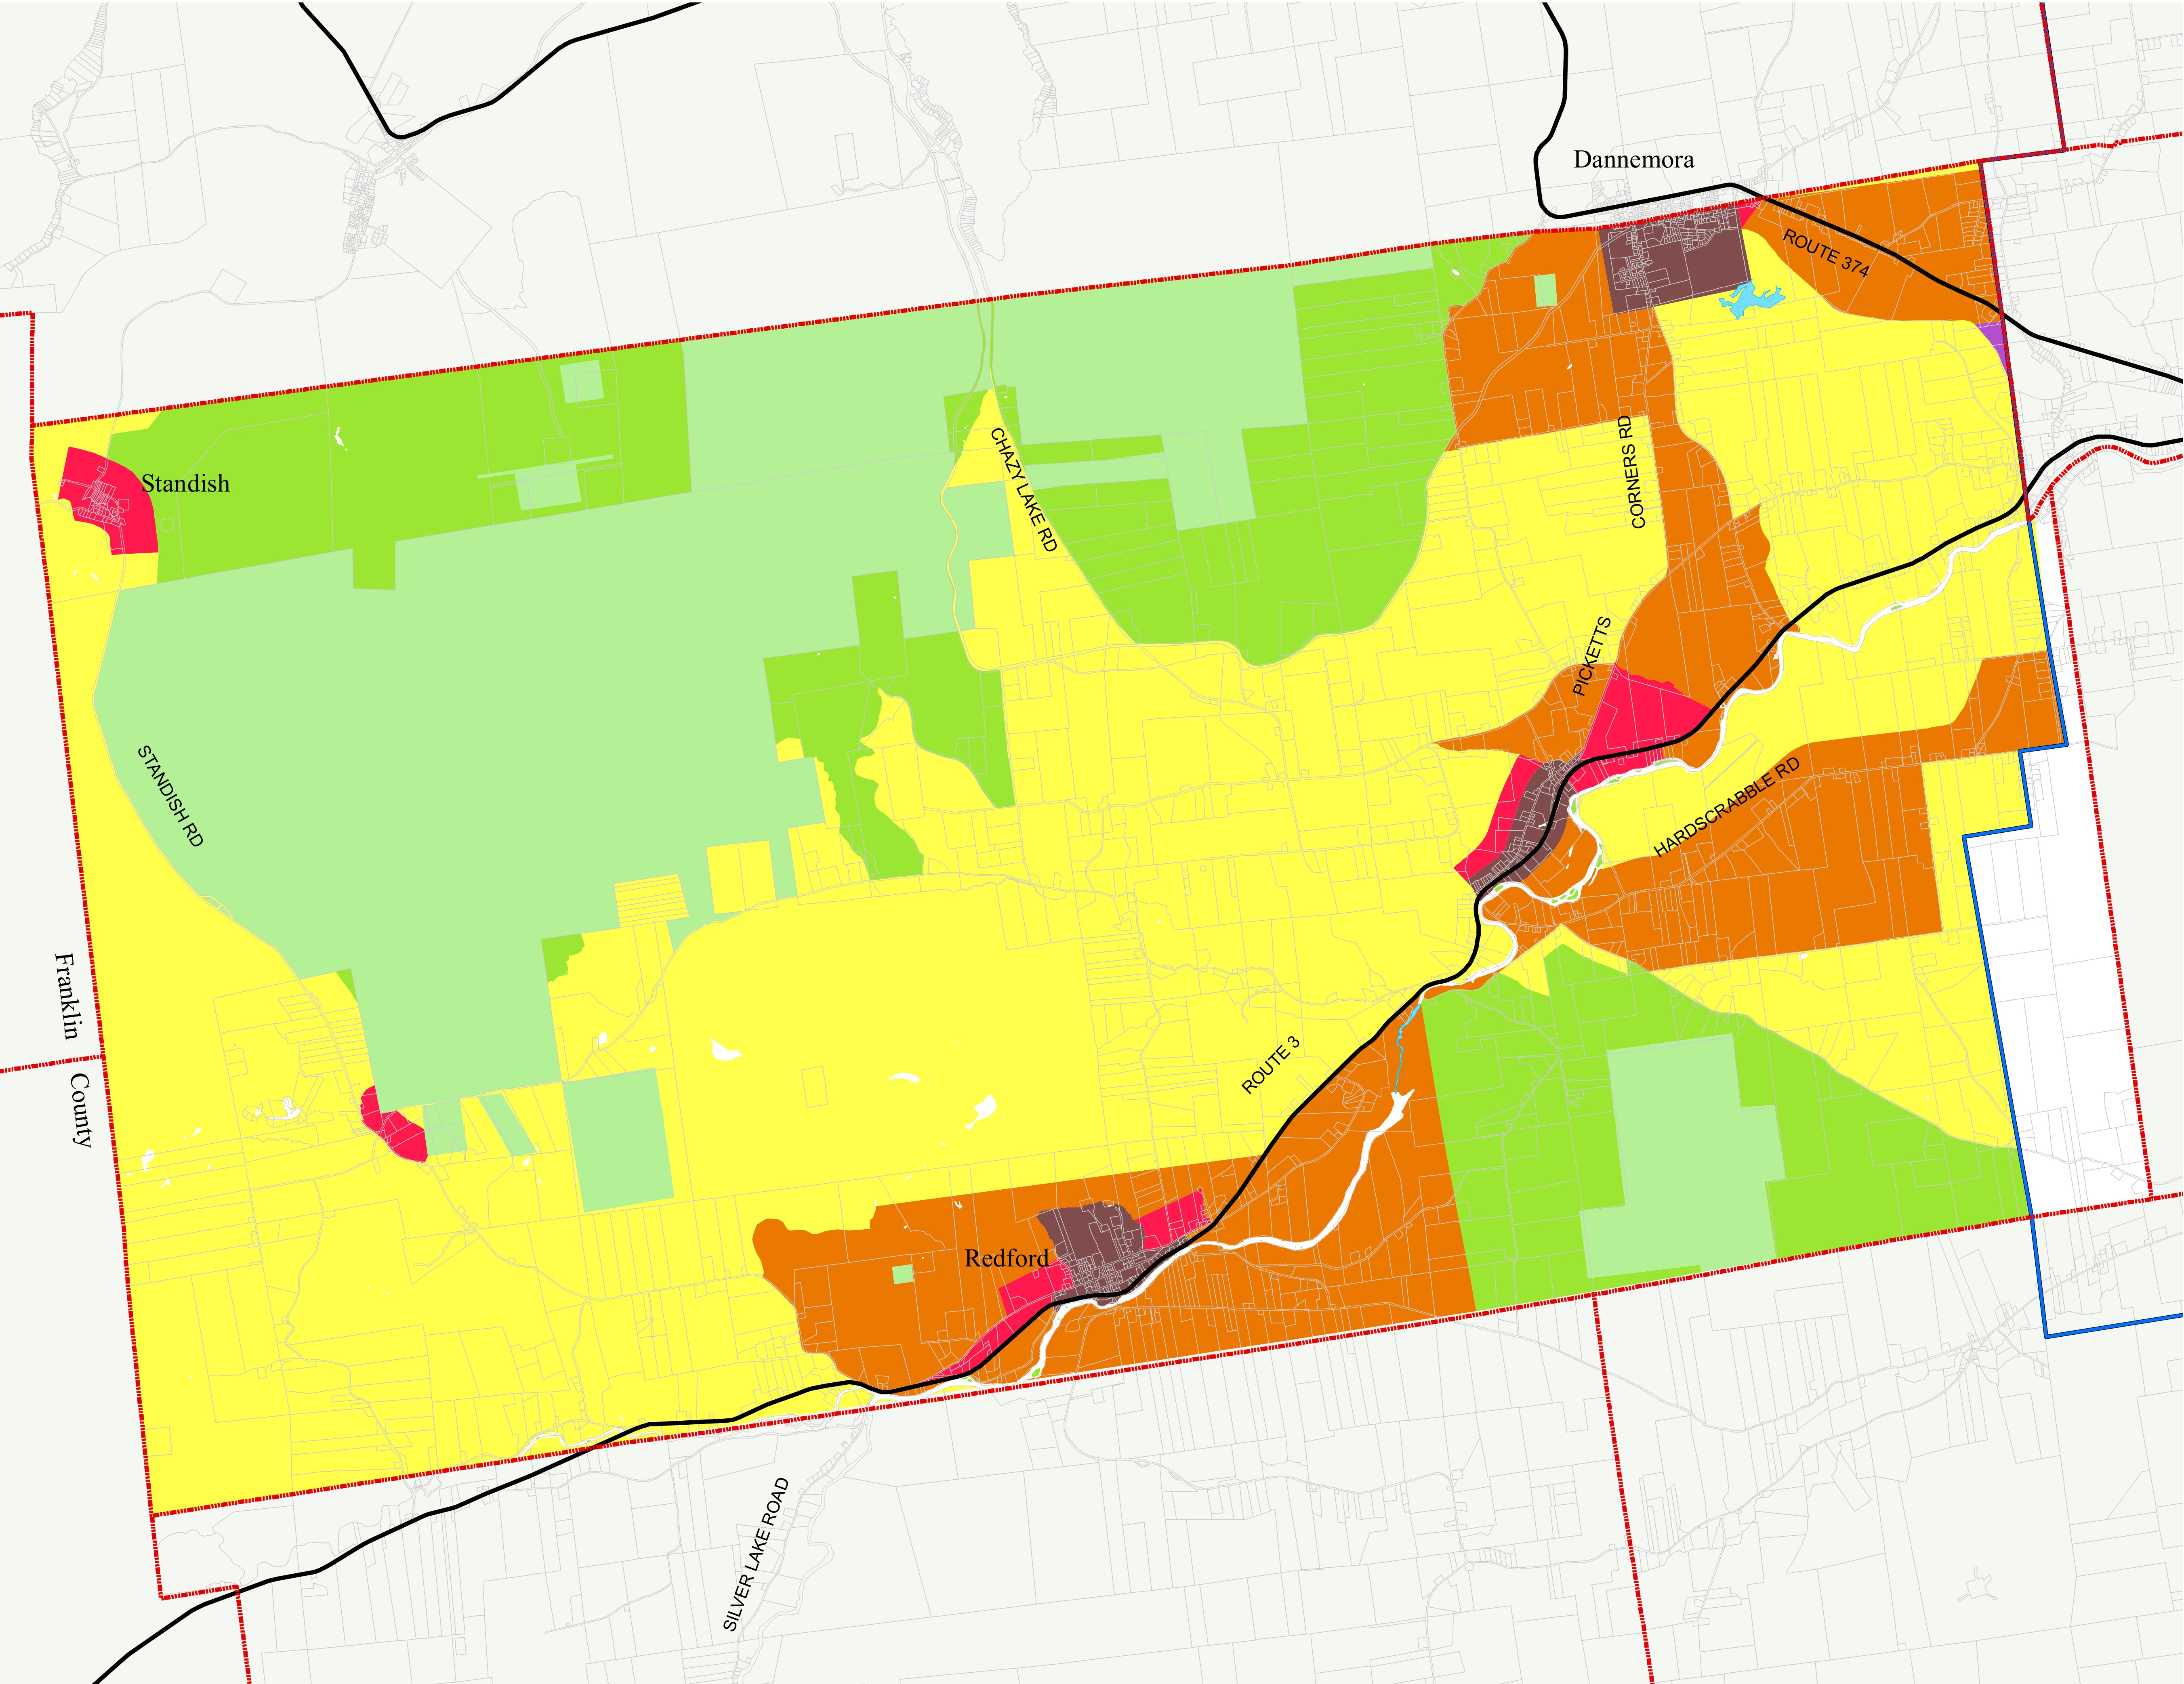 Dannemora
ROUTE 374
Standish
CHAZY LAKE RD
CORNERS RD
PICKETTS
STANDISH RD
HARDSCRABBLE RD
Franklin
County
ROUTE 3
Redford
SILVER LAKE ROAD